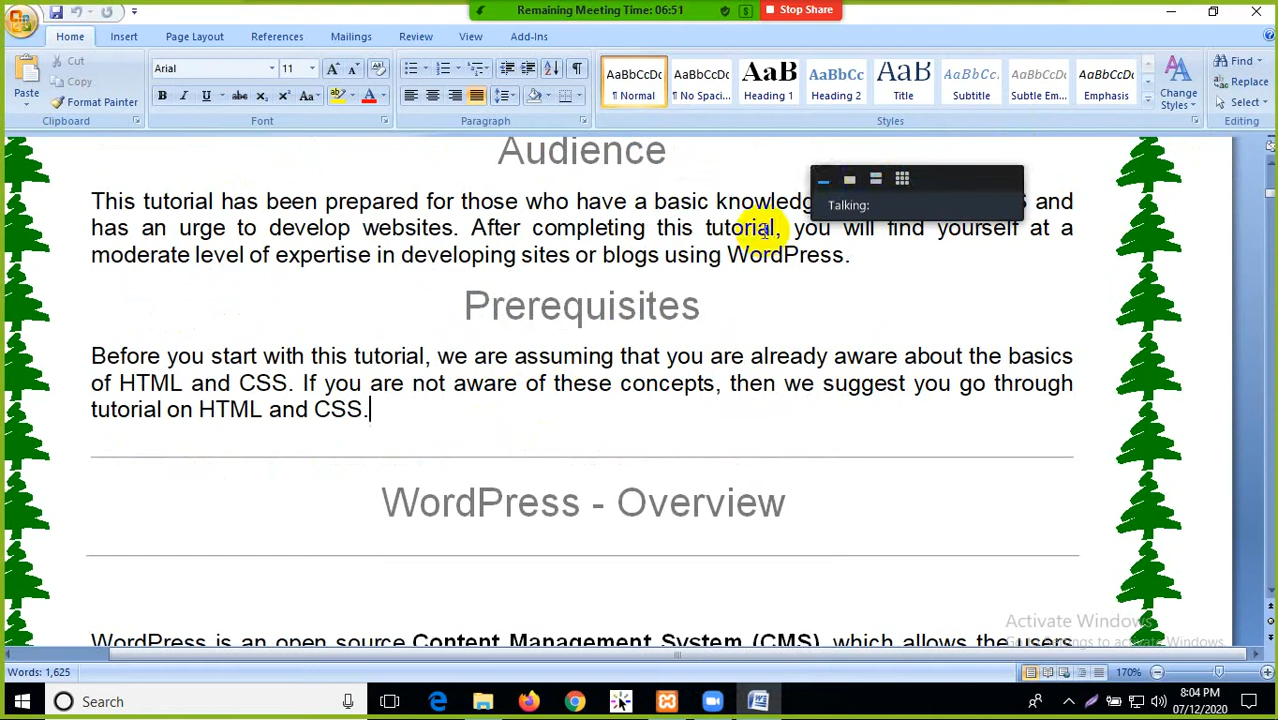 Remaining Meeting Time: 06:51
Stop Share
Home Insert Page Layout References Mailings Review View Add-Ins
Cut
Copy
Format Painter
Paste
Clipboard
Arial 11
Font
Paragraph
AaBbCcDc AaBbCcDc AaB AaBbCc AaB AaBbCc AaBbCcDc AaBbCcDc
¶ Normal ¶ No Spaci... Heading 1 Heading 2 Title Subtitle Subtle Em... Emphasis
Change Styles
Styles
Find
Replace
Select
Editing
Audience
This tutorial has been prepared for those who have a basic and
Talking:
has an urge to develop websites. After completing this tutorial, you will find yourself at a
moderate level of expertise in developing sites or blogs using WordPress.
Prerequisites
Before you start with this tutorial, we are assuming that you are already aware about the basics
of HTML and CSS. If you are not aware of these concepts, then we suggest you go through
tutorial on HTML and CSS.
WordPress - Overview
WordPress is an open source Content Management System (CMS), which allows the users
Activate Windows
Go to Settings to activate Windows.
Words: 1,625
170%
Search
8:04 PM
07/12/2020